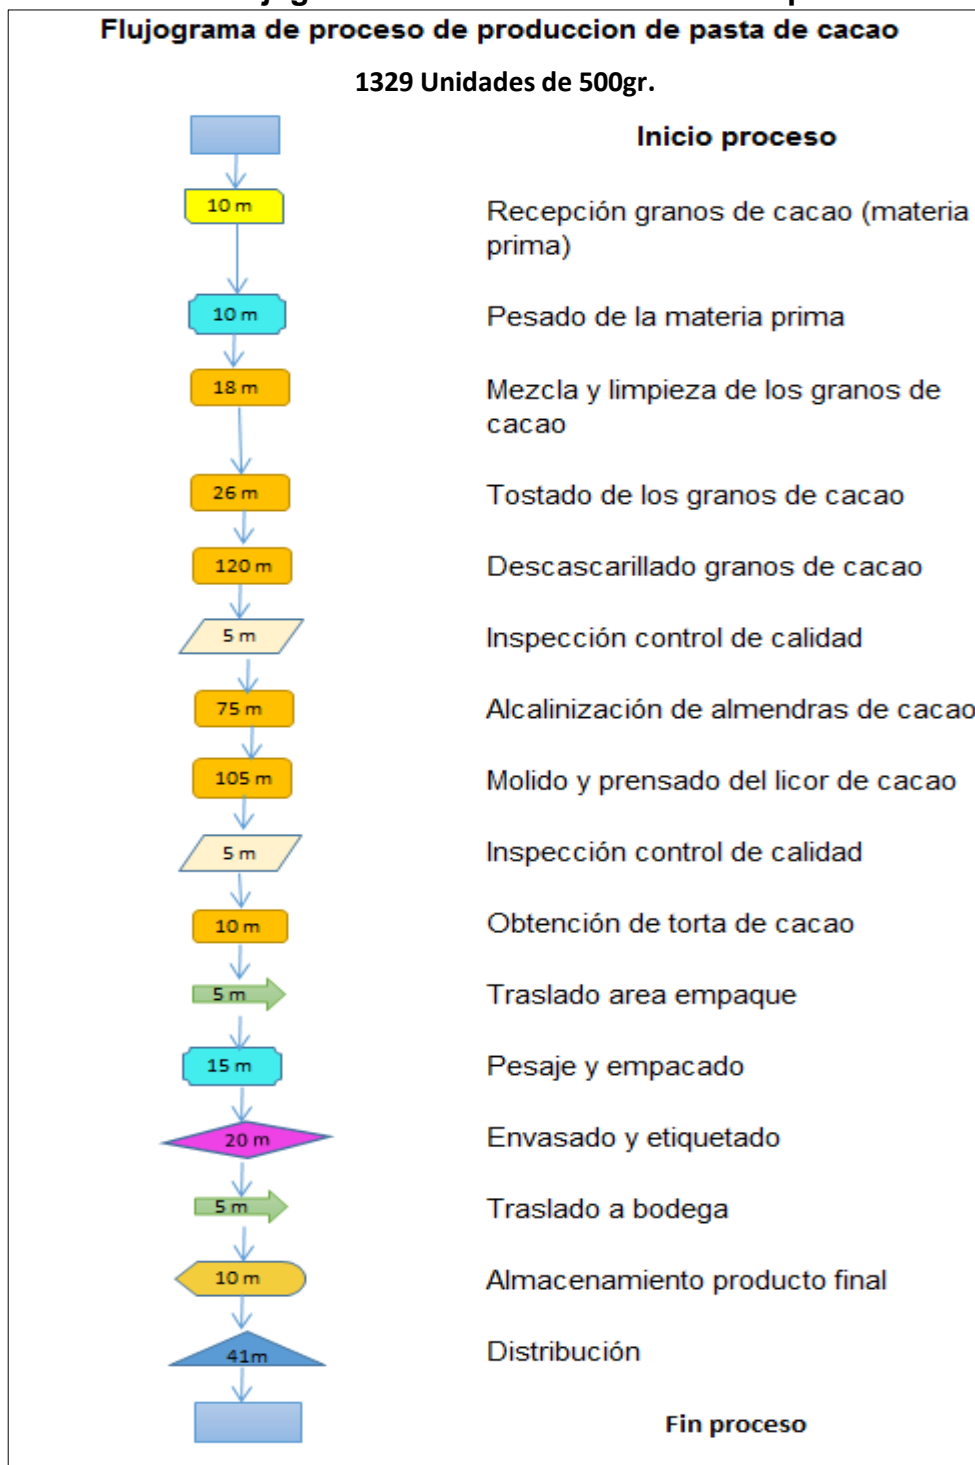 Flujograma de proceso de produccion de pasta de cacao
1329 Unidades de 500gr.
Inicio proceso
10 m
Recepción granos de cacao (materia
prima)
10 m
Pesado de la materia prima
18 m
Mezcla y limpieza de los granos de
cacao
26 m
Tostado de los granos de cacao
120 m
Descascarillado granos de cacao
5 m
Inspección control de calidad
75 m
Alcalinización de almendras de cacao
105 m
Molido y prensado del licor de cacao
5 m
Inspección control de calidad
10 m
Obtención de torta de cacao
5 m
Traslado area empaque
15 m
Pesaje y empacado
20 m
Envasado y etiquetado
5 m
Traslado a bodega
10 m
Almacenamiento producto final
41m
Distribución
Fin proceso